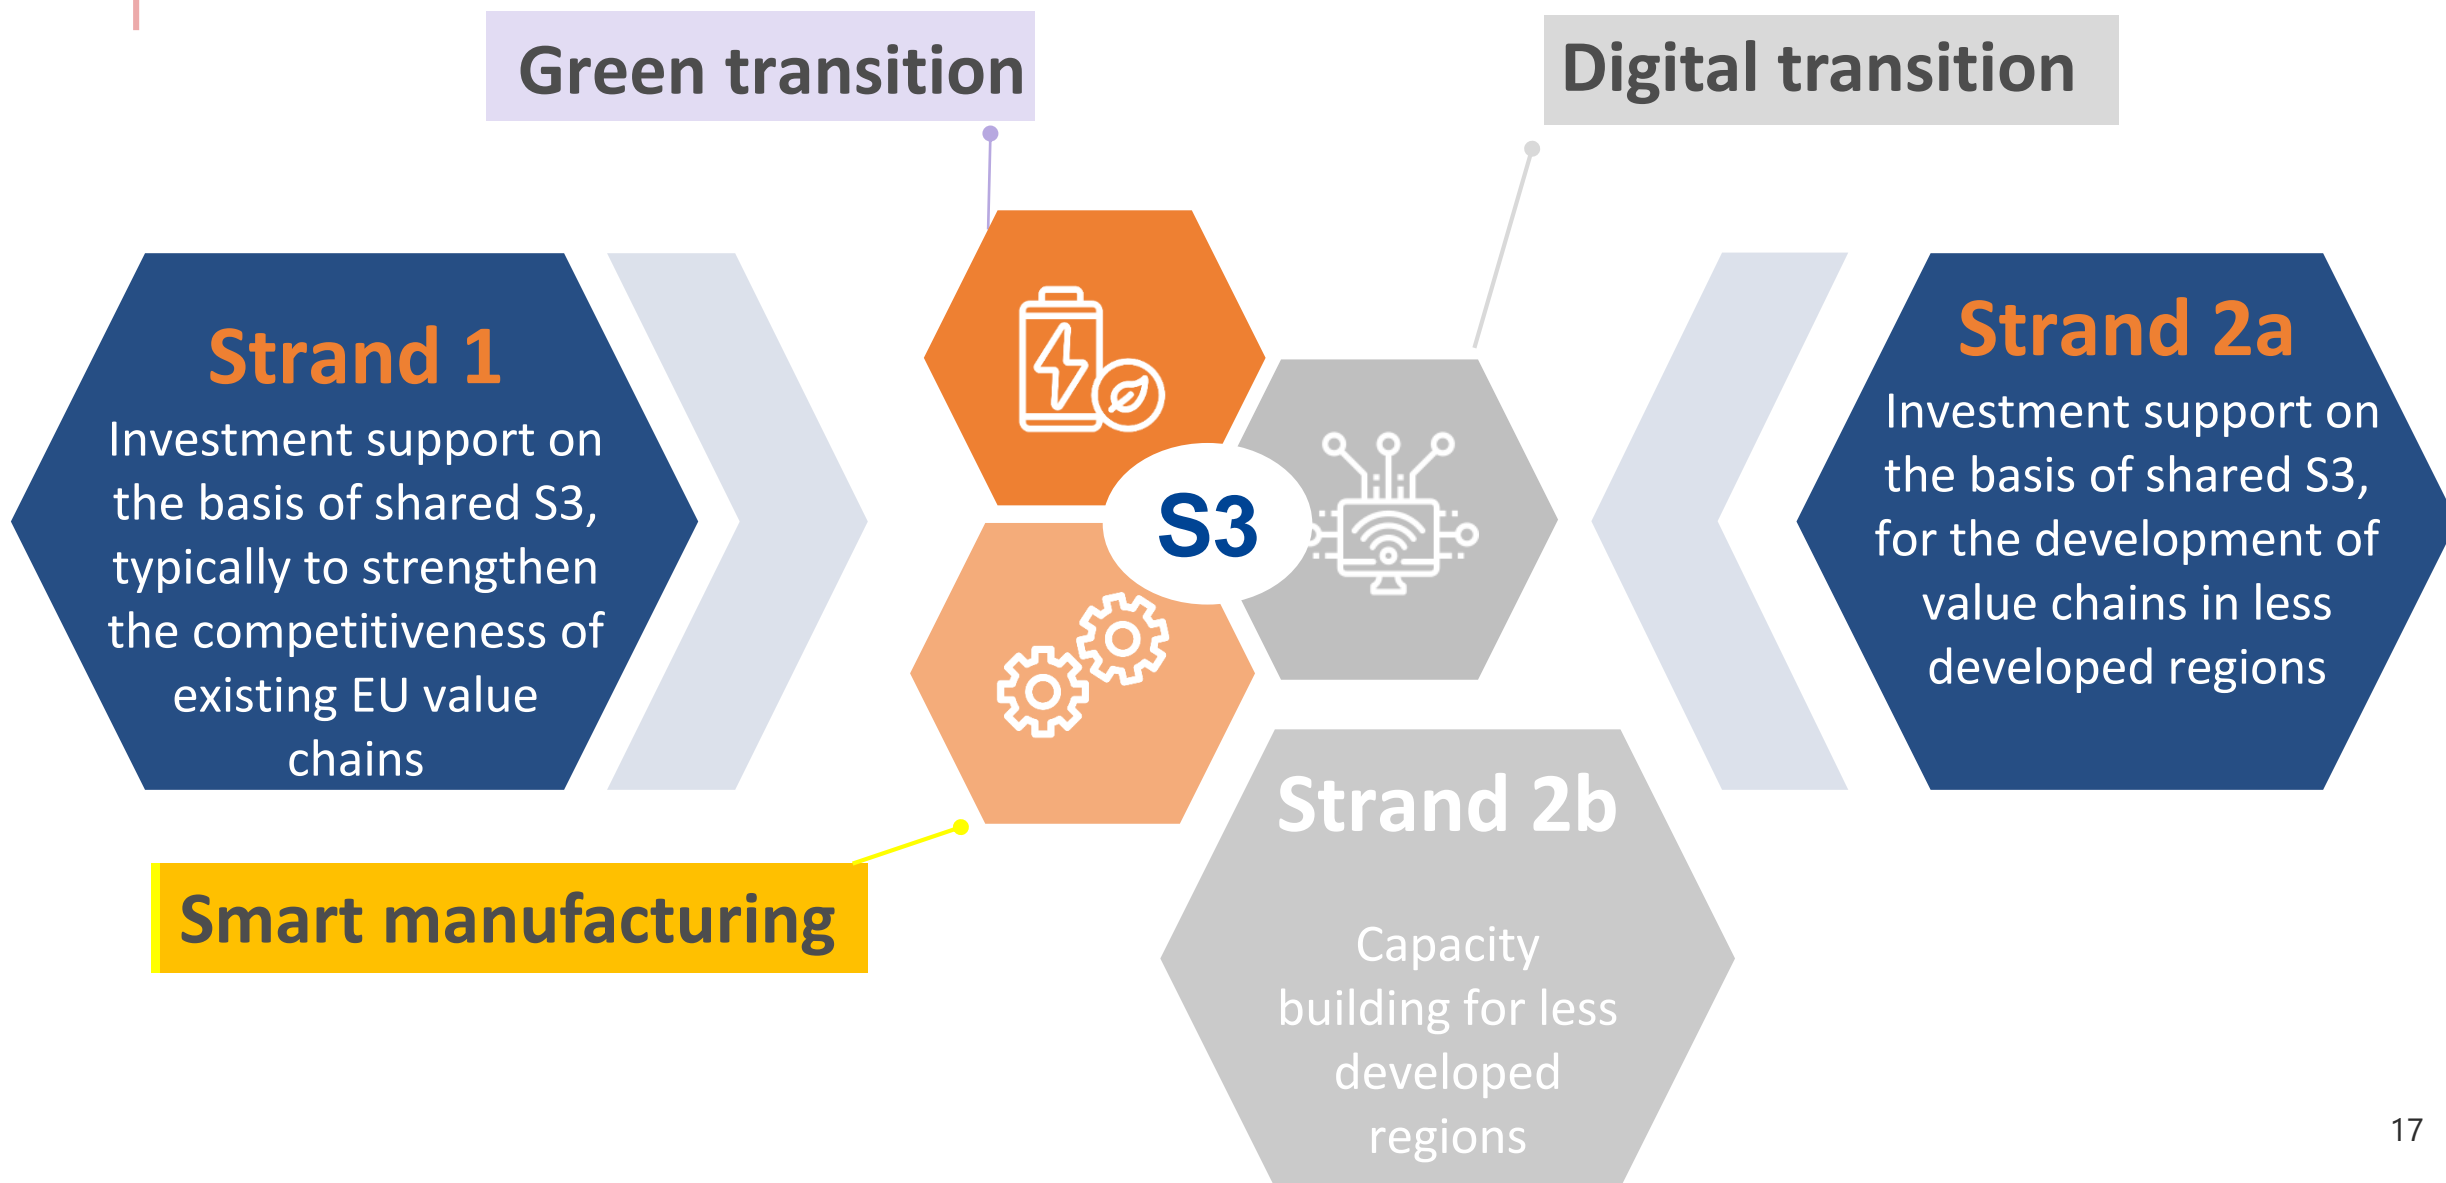 Green transition
Digital transition
Strand 1
Investment support on
the basis of shared S3,
typically to strengthen
the competitiveness of
existing EU value
chains
S3
Strand 2a
Investment support on
the basis of shared S3,
for the development of
value chains in less
developed regions
Smart manufacturing
Strand 2b
Capacity
building for less
developed
regions
17